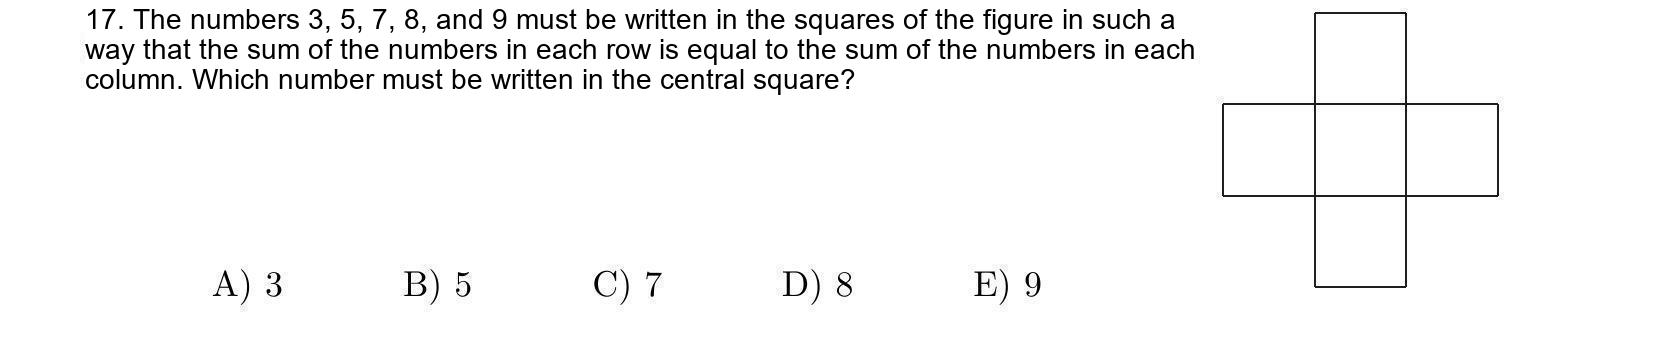 17. The numbers 3, 5, 7, 8, and 9 must be written in the squares of the figure in such a
way that the sum of the numbers in each row is equal to the sum of the numbers in each
column. Which number must be written in the central square?
A) 3 B) 5 C) 7 D) 8 E) 9